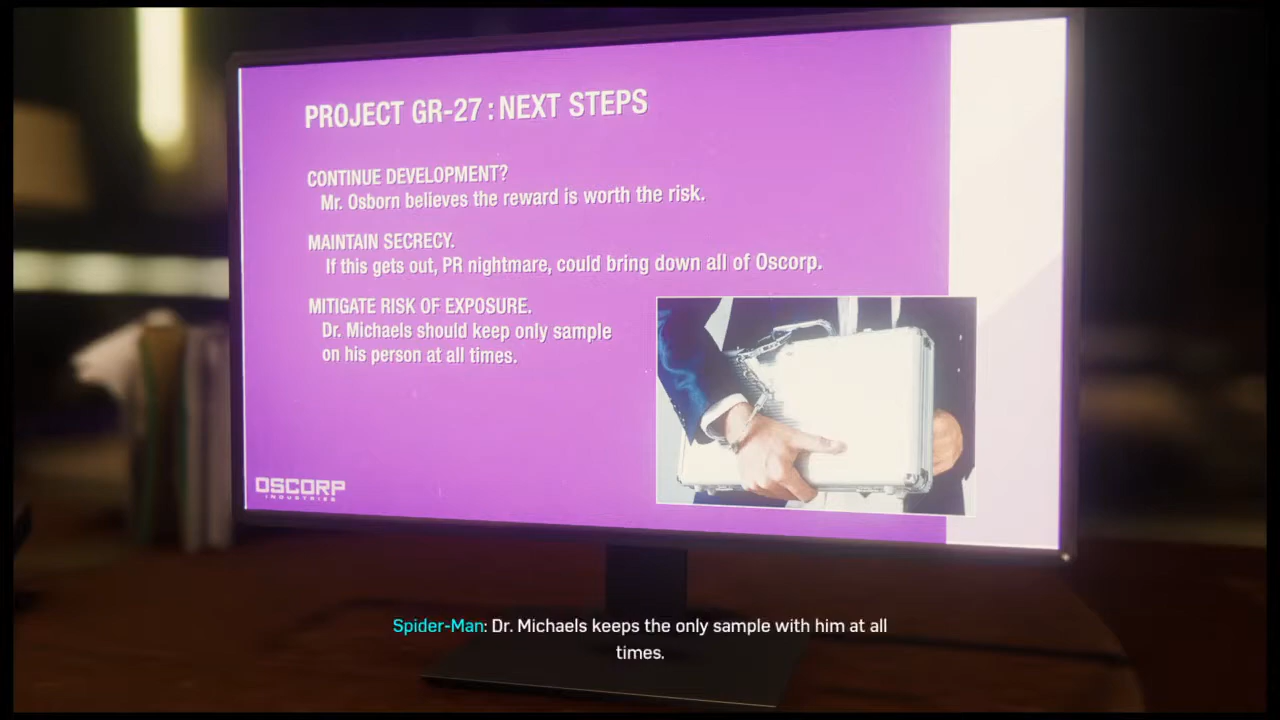 PROJECT GR-27 : NEXT STEPS
CONTINUE DEVELOPMENT?
Mr. Osborn believes the reward is worth the risk.
MAINTAIN SECRECY.
If this gets out, PR nightmare, could bring down all of Oscorp.
MITIGATE RISK OF EXPOSURE.
Dr. Michaels should keep only sample
on his person at all times.
OSCORP
INDUSTRIES
Spider-Man: Dr. Michaels keeps the only sample with him at all
times.